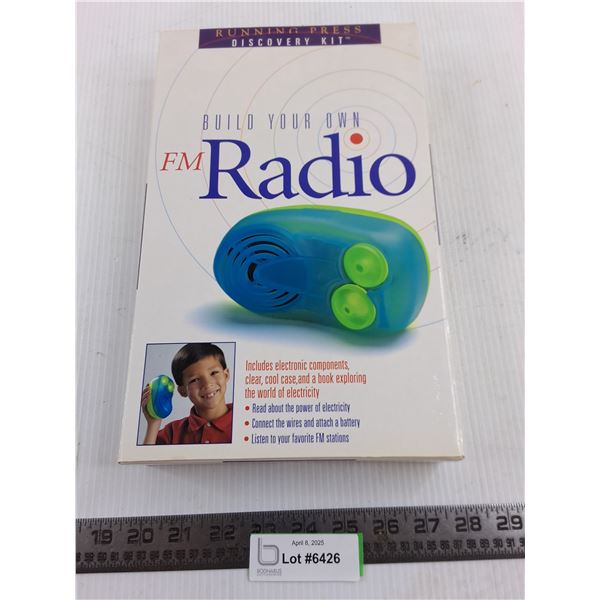 RUNNING PRESS
DISCOVERY KIT™
BUILD YOUR OWN
FM Radio
Includes electronic components,
clear, cool case, and a book exploring
the world of electricity
• Read about the power of electricity
• Connect the wires and attach a battery
• Listen to your favorite FM stations
19 20 21 22 23 24 25 26 27 28 29
April 8, 2025
Lot #6426
BODNARUS